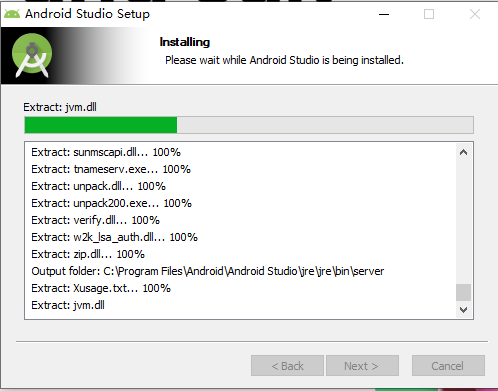 Android Studio Setup
Installing
Please wait while Android Studio is being installed.
Extract: jvm.dll
Extract: sunmscapi.dll... 100%
Extract: tnameserv.exe... 100%
Extract: unpack.dll... 100%
Extract: unpack200.exe... 100%
Extract: verify.dll... 100%
Extract: w2k_lsa_auth.dll... 100%
Extract: zip.dll... 100%
Output folder: C:\Program Files\Android\Android Studio\jre\jre\bin\server
Extract: Xusage.txt... 100%
Extract: jvm.dll
< Back
Next >
Cancel